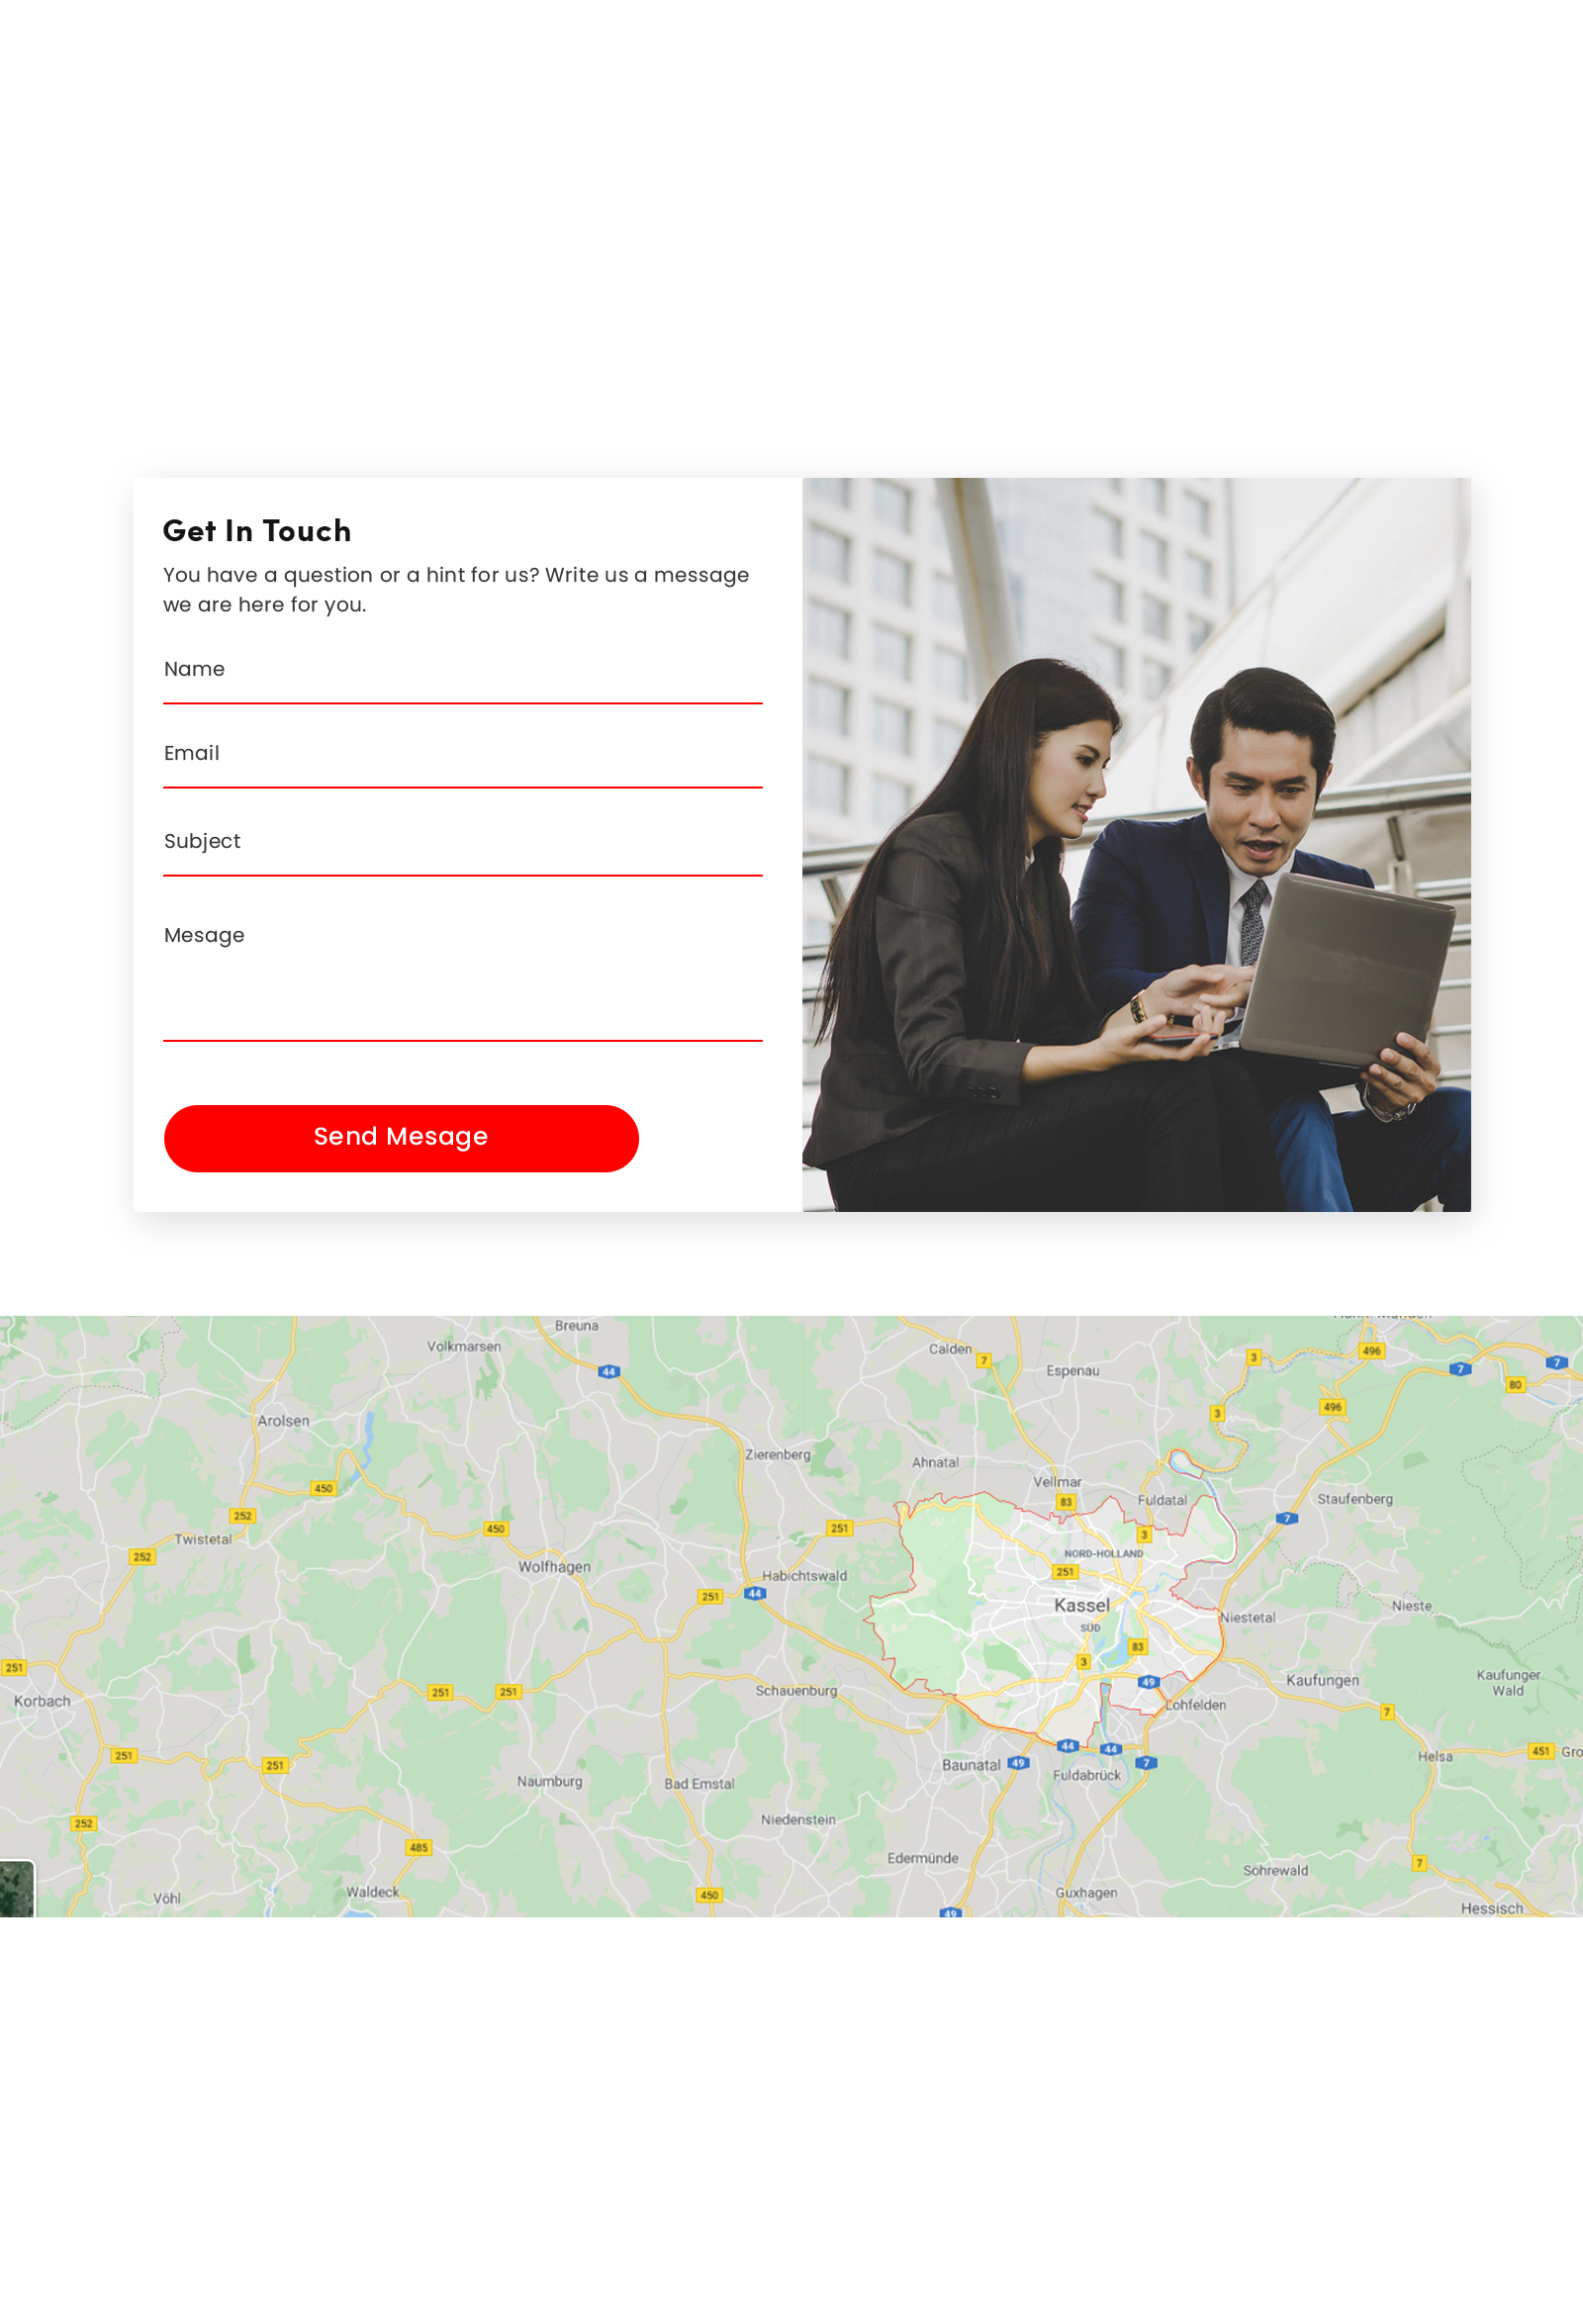 Get In Touch
You have a question or a hint for us? Write us a message
we are here for you.
Name
Email
Subject
Mesage
Send Mesage
Breuna
Volkmarsen
Calden
7
3
496
7
7
44
Espenau
80
Arolsen
3
496
Zierenberg
Ahnatal
Vellmar
450
83
Fuldatal
Staufenberg
252
7
450
251
3
Twistetal
252
Wolfhagen
NORD-HOLLAND
Habichtswald
251
251
44
Kassel
Nieste
Niestetal
SÜD
83
3
251
Korbach
251
251
Schauenburg
49
Kaufungen
Kaufunger
Wald
Lohfelden
7
251
251
44
44
Helsa
451
Gro
Baunatal
49
7
Fuldabrück
Naumburg
Bad Emstal
Niedenstein
252
485
Edermünde
7
Söhrewald
Vöhl
Waldeck
450
Guxhagen
Hessisch
49